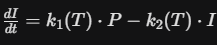 dI/dt = k₁(T) · P − k₂(T) · I